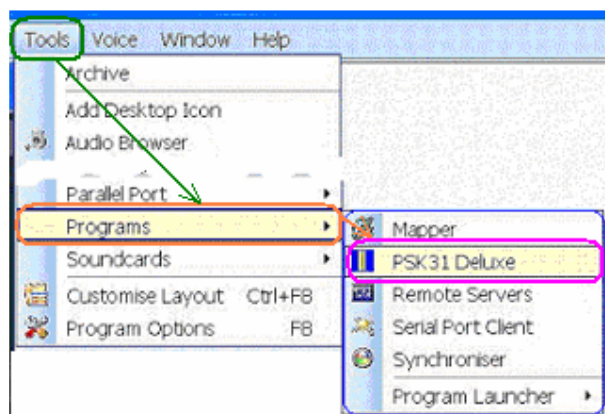 Tools Voice Window Help
Archive
Add Desktop Icon
Audio Browser
Parallel Port
Programs
Soundcards
Customise Layout Ctrl+F8
Program Options F8
Mapper
PSK31 Deluxe
Remote Servers
Serial Port Client
Synchroniser
Program Launcher